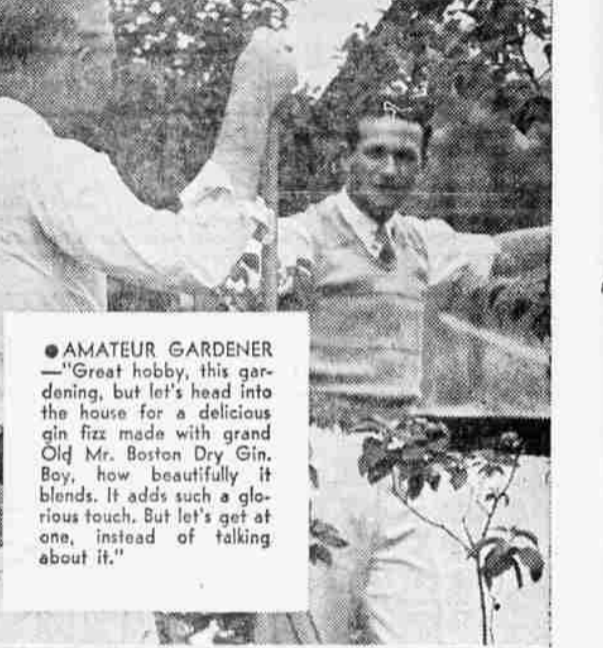 ● AMATEUR GARDENER
—"Great hobby, this gar-
dening, but let's head into
the house for a delicious
gin fizz made with grand
Old Mr. Boston Dry Gin.
Boy, how beautifully it
blends. It adds such a glo-
rious touch. But let's get at
one, instead of talking
about it."